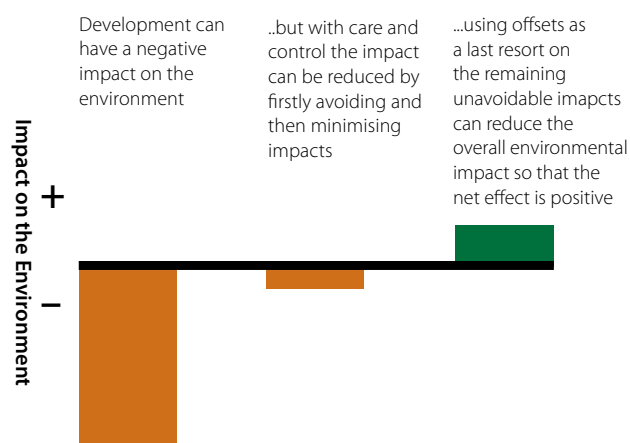 Development can
have a negative
impact on the
environment
..but with care and
control the impact
can be reduced by
firstly avoiding and
then minimising
impacts
...using offsets as
a last resort on
the remaining
unavoidable imapcts
can reduce the
overall environmental
impact so that the
net effect is positive
Impact on the Environment
+
–